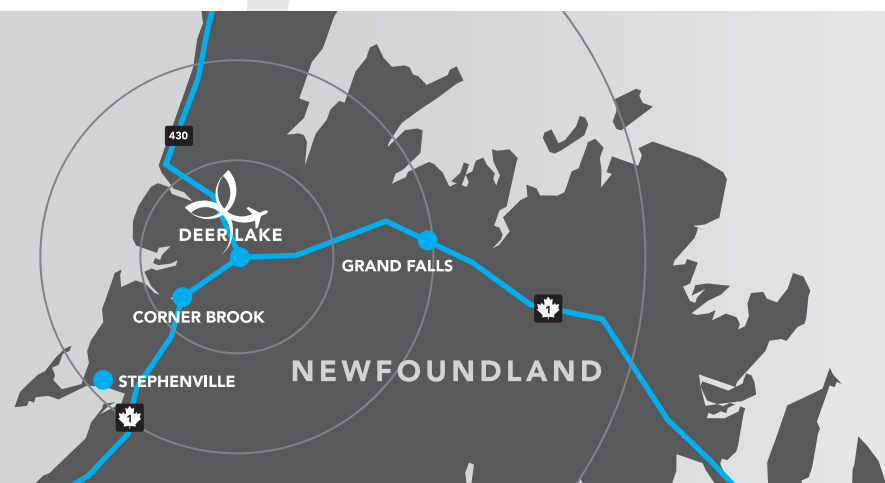 430
DEER LAKE
GRAND FALLS
1
CORNER BROOK
NEWFOUNDLAND
STEPHENVILLE
1